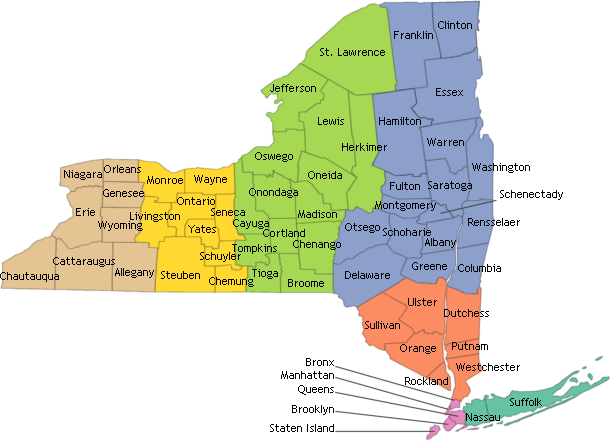 Clinton
Franklin
St. Lawrence
Jefferson
Essex
Lewis
Hamilton
Warren
Herkimer
Oswego
Washington
Orleans
Niagara
Oneida
Monroe
Wayne
Fulton
Saratoga
Genesee
Onondaga
Schenectady
Ontario
Montgomery
Erie
Livingston
Seneca
Madison
Wyoming
Cayuga
Otsego
Rensselaer
Yates
Cortland
Schoharie
Albany
Tompkins
Chenango
Cattaraugus
Schuyler
Greene
Columbia
Chautauqua
Allegany
Steuben
Chemung
Tioga
Broome
Delaware
Ulster
Dutchess
Sullivan
Orange
Putnam
Bronx
Westchester
Manhattan
Rockland
Queens
Suffolk
Brooklyn
Nassau
Staten Island